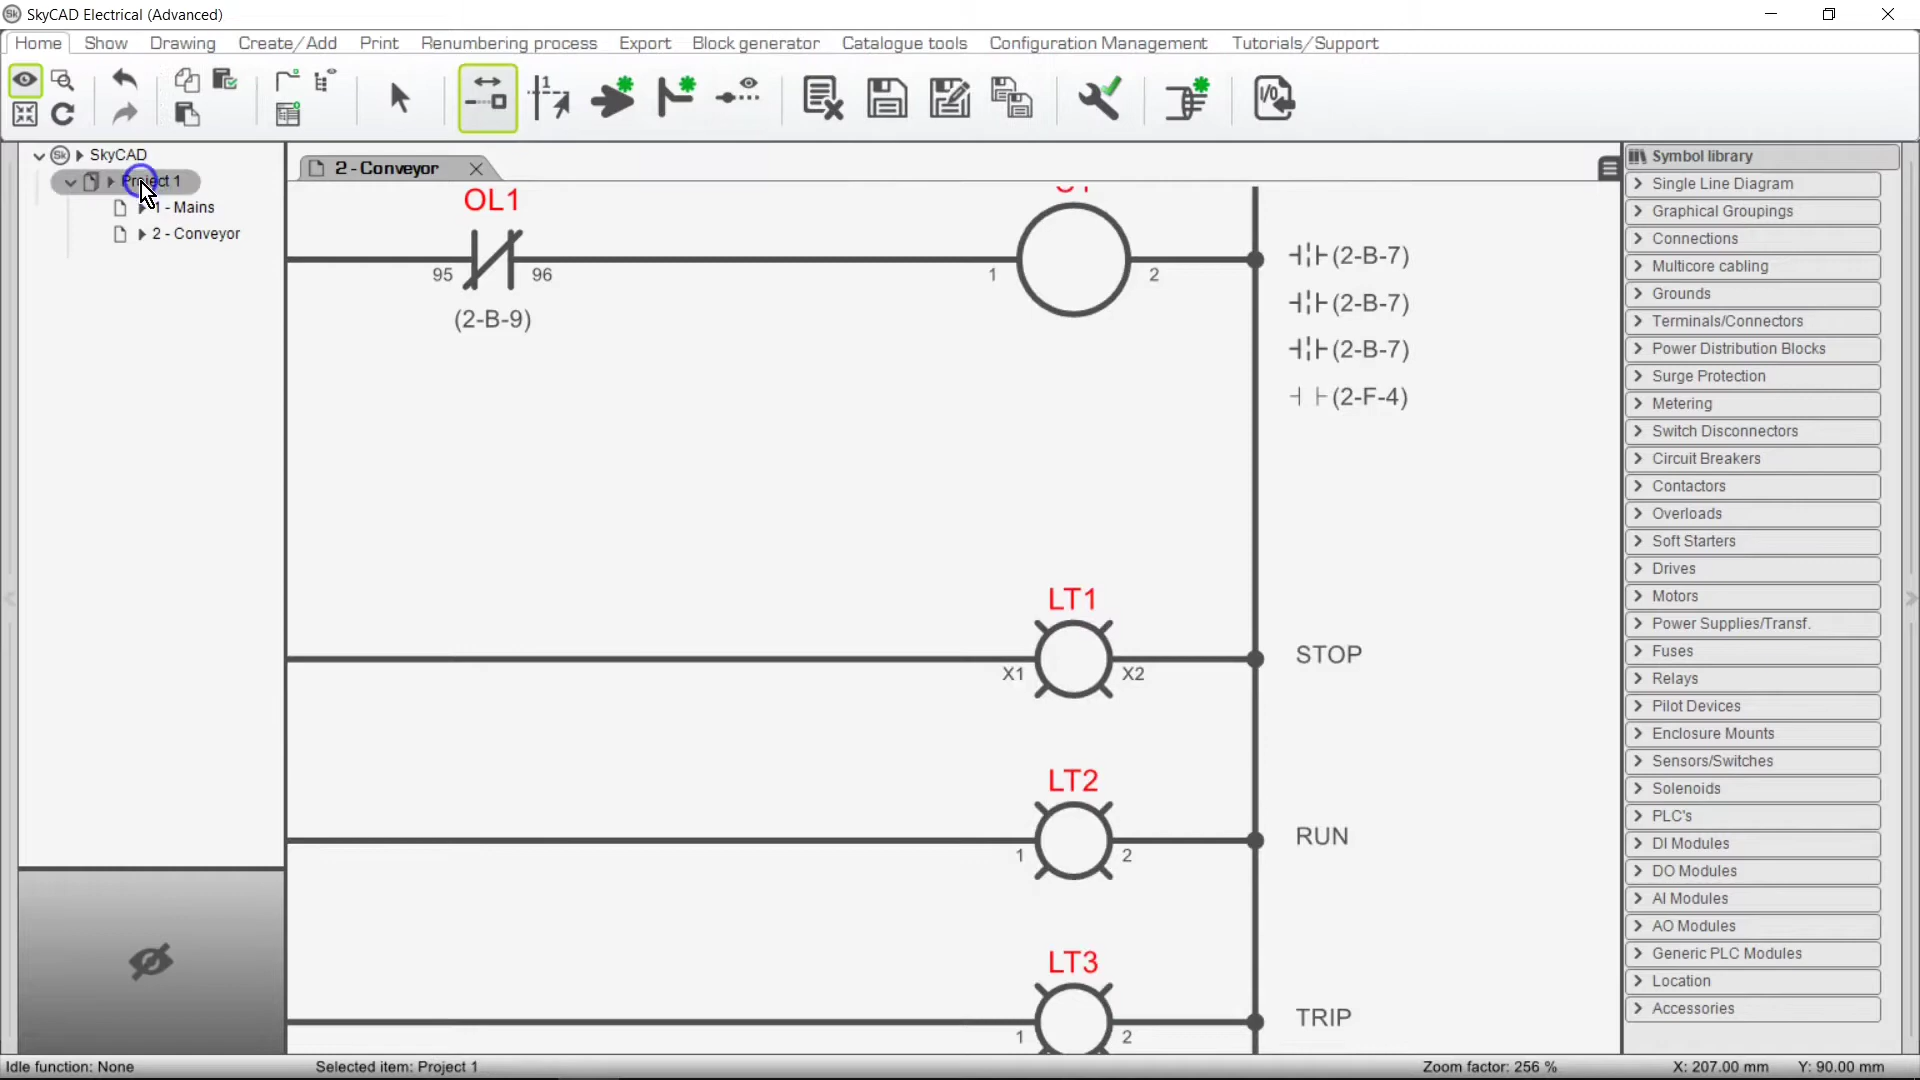 SkyCAD Electrical (Advanced)
Home Show Drawing Create/Add Print Renumbering process Export Block generator Catalogue tools Configuration Management Tutorials/Support
SkyCAD
Project 1
1 - Mains
2 - Conveyor
2 - Conveyor
OL1
95 96
(2-B-9)
1 2
(2-B-7)
(2-B-7)
(2-B-7)
(2-F-4)
LT1
X1 X2
STOP
LT2
1 2
RUN
LT3
1 2
TRIP
Symbol library
Single Line Diagram
Graphical Groupings
Connections
Multicore cabling
Grounds
Terminals/Connectors
Power Distribution Blocks
Surge Protection
Metering
Switch Disconnectors
Circuit Breakers
Contactors
Overloads
Soft Starters
Drives
Motors
Power Supplies/Transf.
Fuses
Relays
Pilot Devices
Enclosure Mounts
Sensors/Switches
Solenoids
PLC's
DI Modules
DO Modules
AI Modules
AO Modules
Generic PLC Modules
Location
Accessories
Idle function: None
Selected item: Project 1
Zoom factor: 256 %
X: 207.00 mm Y: 90.00 mm